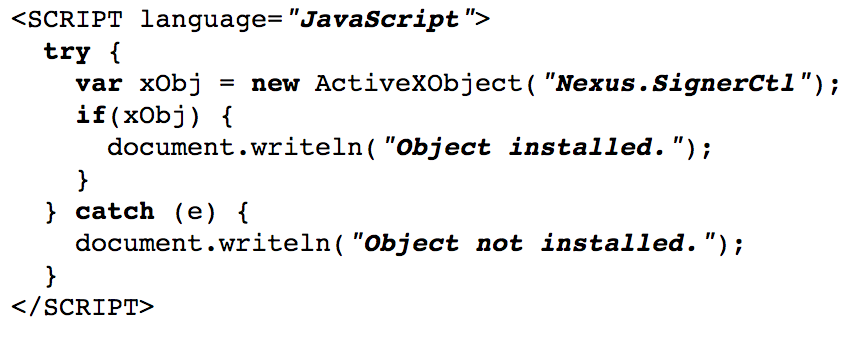 <SCRIPT language="JavaScript">
  try {
    var xObj = new ActiveXObject("Nexus.SignerCtl");
    if(xObj) {
      document.writeln("Object installed.");
    }
  } catch (e) {
    document.writeln("Object not installed.");
  }
</SCRIPT>